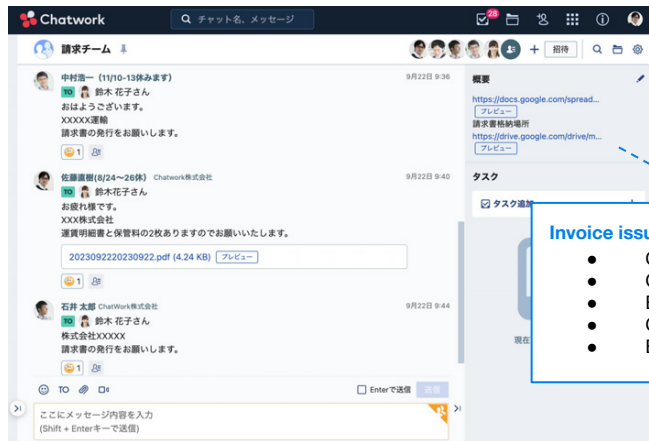 Chatwork
チャット名、メッセージ
28
請求チーム
招待
中村浩一（11/10-13休みます）
9月22日 9:36
TO 鈴木 花子さん
おはようございます。
XXXXX運輸
請求書の発行をお願いします。
1
佐藤直樹(8/24〜26休) Chatwork株式会社
9月22日 9:40
TO 鈴木花子さん
お疲れ様です。
XXX株式会社
運賃明細書と保管料の2枚ありますのでお願いいたします。
2023092220230922.pdf (4.24 KB) プレビュー
1
石井 太郎 ChatWork株式会社
9月22日 9:44
TO 鈴木 花子さん
株式会社XXXXX
請求書の発行をお願いします。
1
TO
Enterで送信
送信
ここにメッセージ内容を入力
(Shift + Enterキーで送信)
概要
https://docs.google.com/spread...
プレビュー
請求書格納場所
https://drive.google.com/drive/m...
プレビュー
タスク
タスク追加
現在
Invoice issu